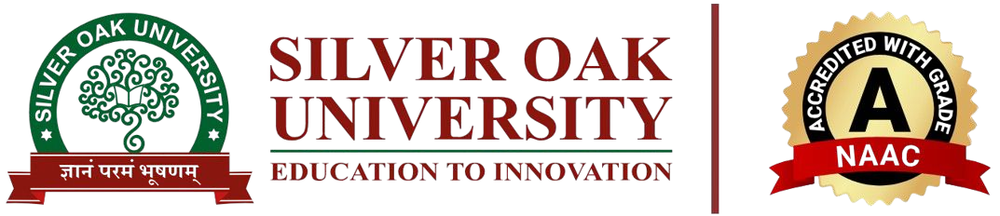 SILVER OAK UNIVERSITY
ज्ञानं परमं भूषणम्
SILVER OAK
UNIVERSITY
EDUCATION TO INNOVATION
ACCREDITED WITH GRADE
A
NAAC